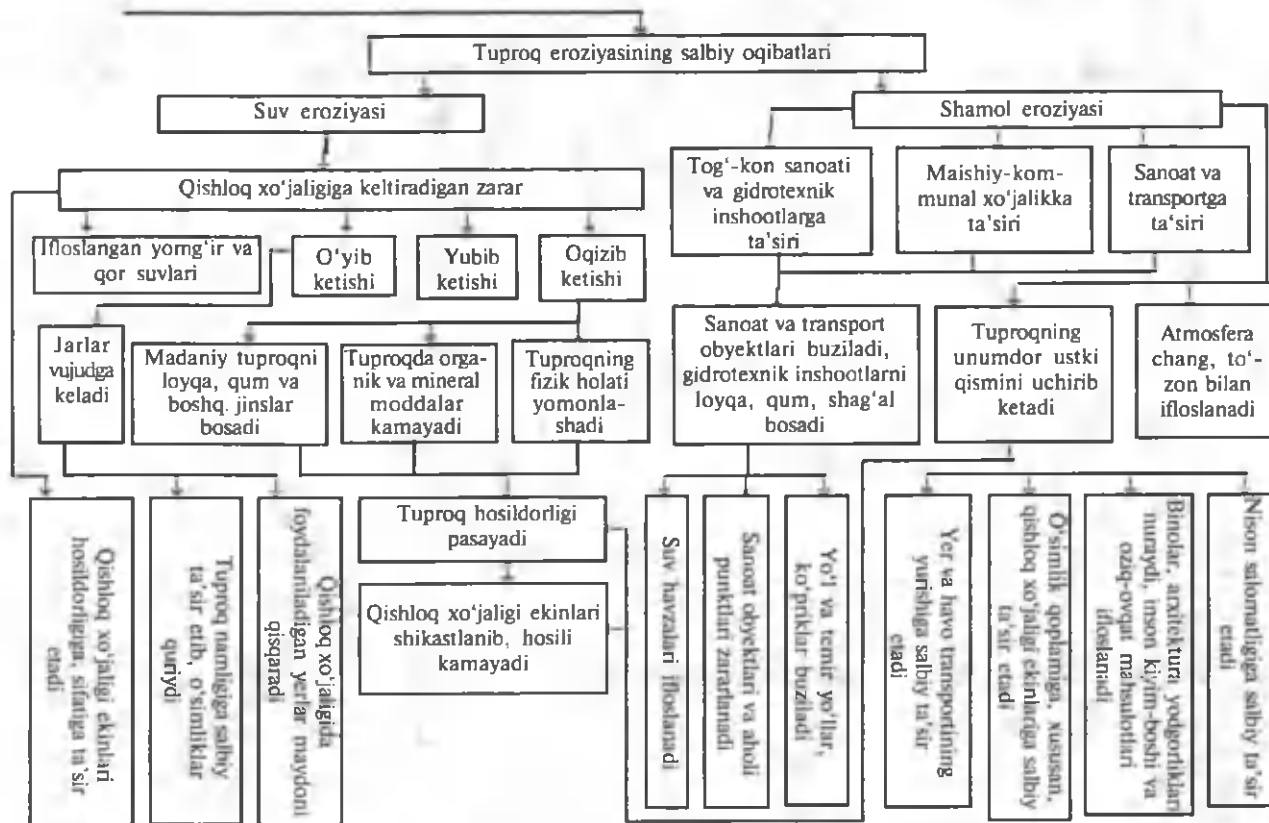 Tuproq eroziyasining salbiy oqibatlari
Suv eroziyasi
Shamol eroziyasi
Qishloq xo‘jaligiga keltiradigan zarar
Tog‘-kon sanoati
va gidrotexnik
inshootlarga
ta’siri
Maishiy-kom-
munal xo‘jalikka
ta’siri
Sanoat va
transportga
ta’siri
Ifloslangan yomg‘ir va
qor suvlari
O‘yib
ketishi
Yubib
ketishi
Oqizib
ketishi
Jarlar
vujudga
keladi
Madaniy tuproqni
loyqa, qum va
boshq. jinslar
bosadi
Tuproqda orga-
nik va mineral
moddalar
kamayadi
Tuproqning
fizik holati
yomonla-
shadi
Sanoat va transport
obyektlari buziladi,
gidrotexnik inshootlarni
loyqa, qum, shag‘al
bosadi
Tuproqning
unumdor ustki
qismini uchirib
ketadi
Atmosfera
chang, to‘-
zon bilan
ifloslanadi
Qishloq xo‘jaligi ekinlari
hosildorligiga, sifatiga ta’sir
etadi
Tuproq namligiga salbiy
ta’sir etib, o‘simliklar
quriydi
Qishloq xo‘jaligida
foydalaniladigan yerlar maydoni
qisqaradi
Tuproq hosildorligi
pasayadi
Qishloq xo‘jaligi ekinlari
shikastlanib, hosili
kamayadi
Suv havzalari ifloslanadi
Sanoat obyektlari va aholi
punktlari zararlanadi
Yo‘l va temir yo‘llar,
ko‘priklar buziladi
Yer va havo transportining
yurishiga salbiy ta’sir
etadi
O‘simlik qoplamiga, xususan,
qishloq xo‘jaligi ekinlariga salbiy
ta’sir etadi
Binolar, arxitektura yodgorliklari
nuraydi, inson kiyim-boshi va
oziq-ovqat mahsulotlari
ifloslanadi
Nison salomatligiga salbiy ta’sir
etadi